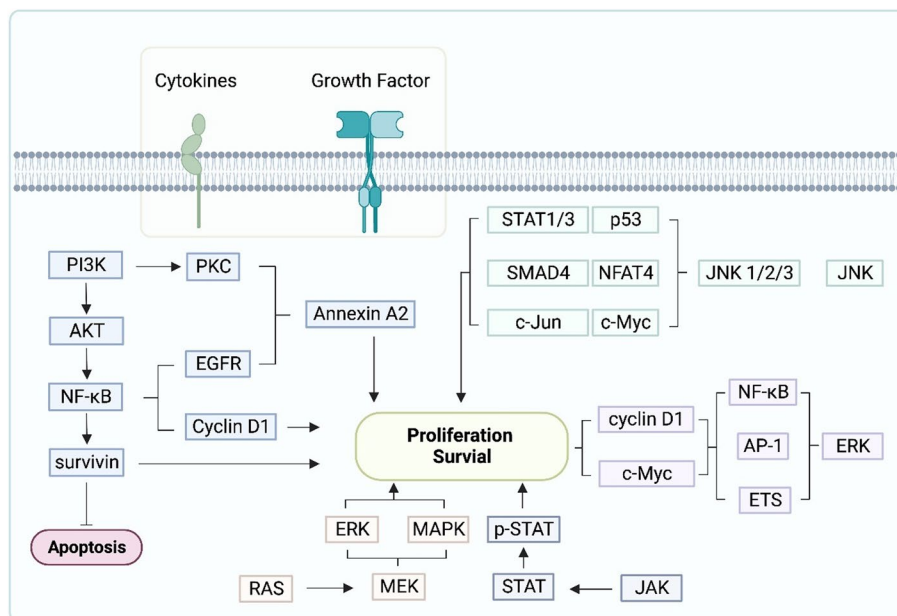 Cytokines
Growth Factor
STAT1/3
p53
PI3K
PKC
SMAD4
NFAT4
JNK 1/2/3
JNK
Annexin A2
AKT
c-Jun
c-Myc
EGFR
NF-κB
Cyclin D1
Proliferation
Survial
cyclin D1
NF-κB
AP-1
ERK
survivin
c-Myc
ETS
Apoptosis
ERK
MAPK
p-STAT
RAS
MEK
STAT
JAK